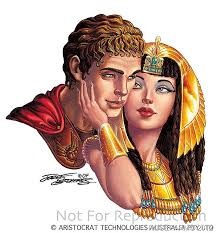 Not For Reproduction
© ARISTOCRAT TECHNOLOGIES AUSTRALIA PTY LTD